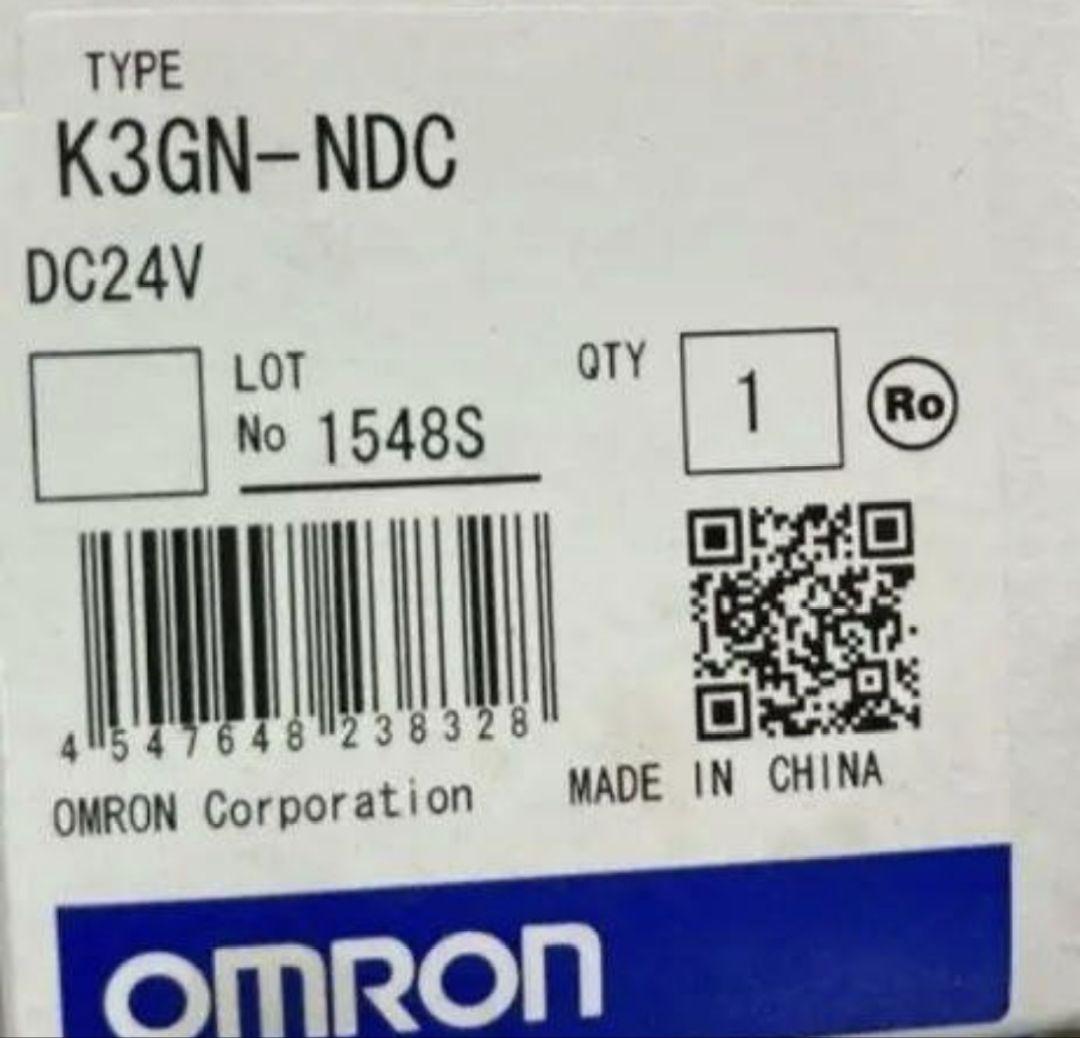 TYPE
K3GN-NDC
DC24V
LOT
No 1548S
QTY 1 Ro
4 547648 238328
OMRON Corporation
MADE IN CHINA
OMRON